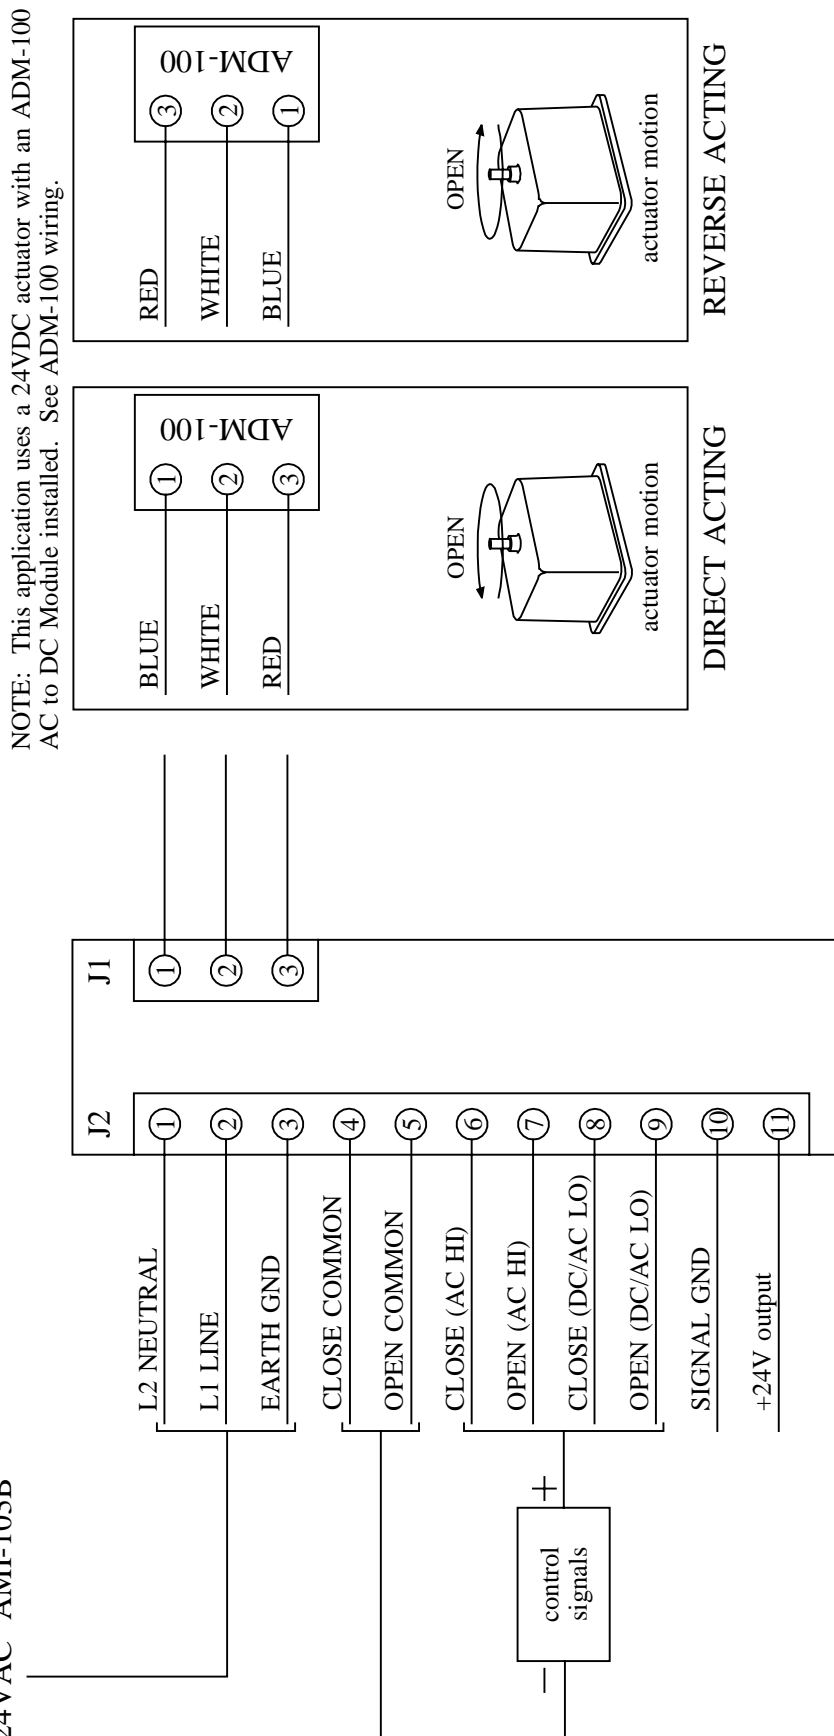 24VAC AMI-103B
NOTE: This application uses a 24VDC actuator with an ADM-100
AC to DC Module installed. See ADM-100 wiring.
J2
1
2
3
4
5
6
7
8
9
10
11
L2 NEUTRAL
L1 LINE
EARTH GND
CLOSE COMMON
OPEN COMMON
CLOSE (AC HI)
OPEN (AC HI)
CLOSE (DC/AC LO)
OPEN (DC/AC LO)
SIGNAL GND
+24V output
−
control
signals
+
J1
1
2
3
BLUE
WHITE
RED
1
2
3
ADM-100
OPEN
actuator motion
DIRECT ACTING
RED
WHITE
BLUE
3
2
1
ADM-100
OPEN
actuator motion
REVERSE ACTING